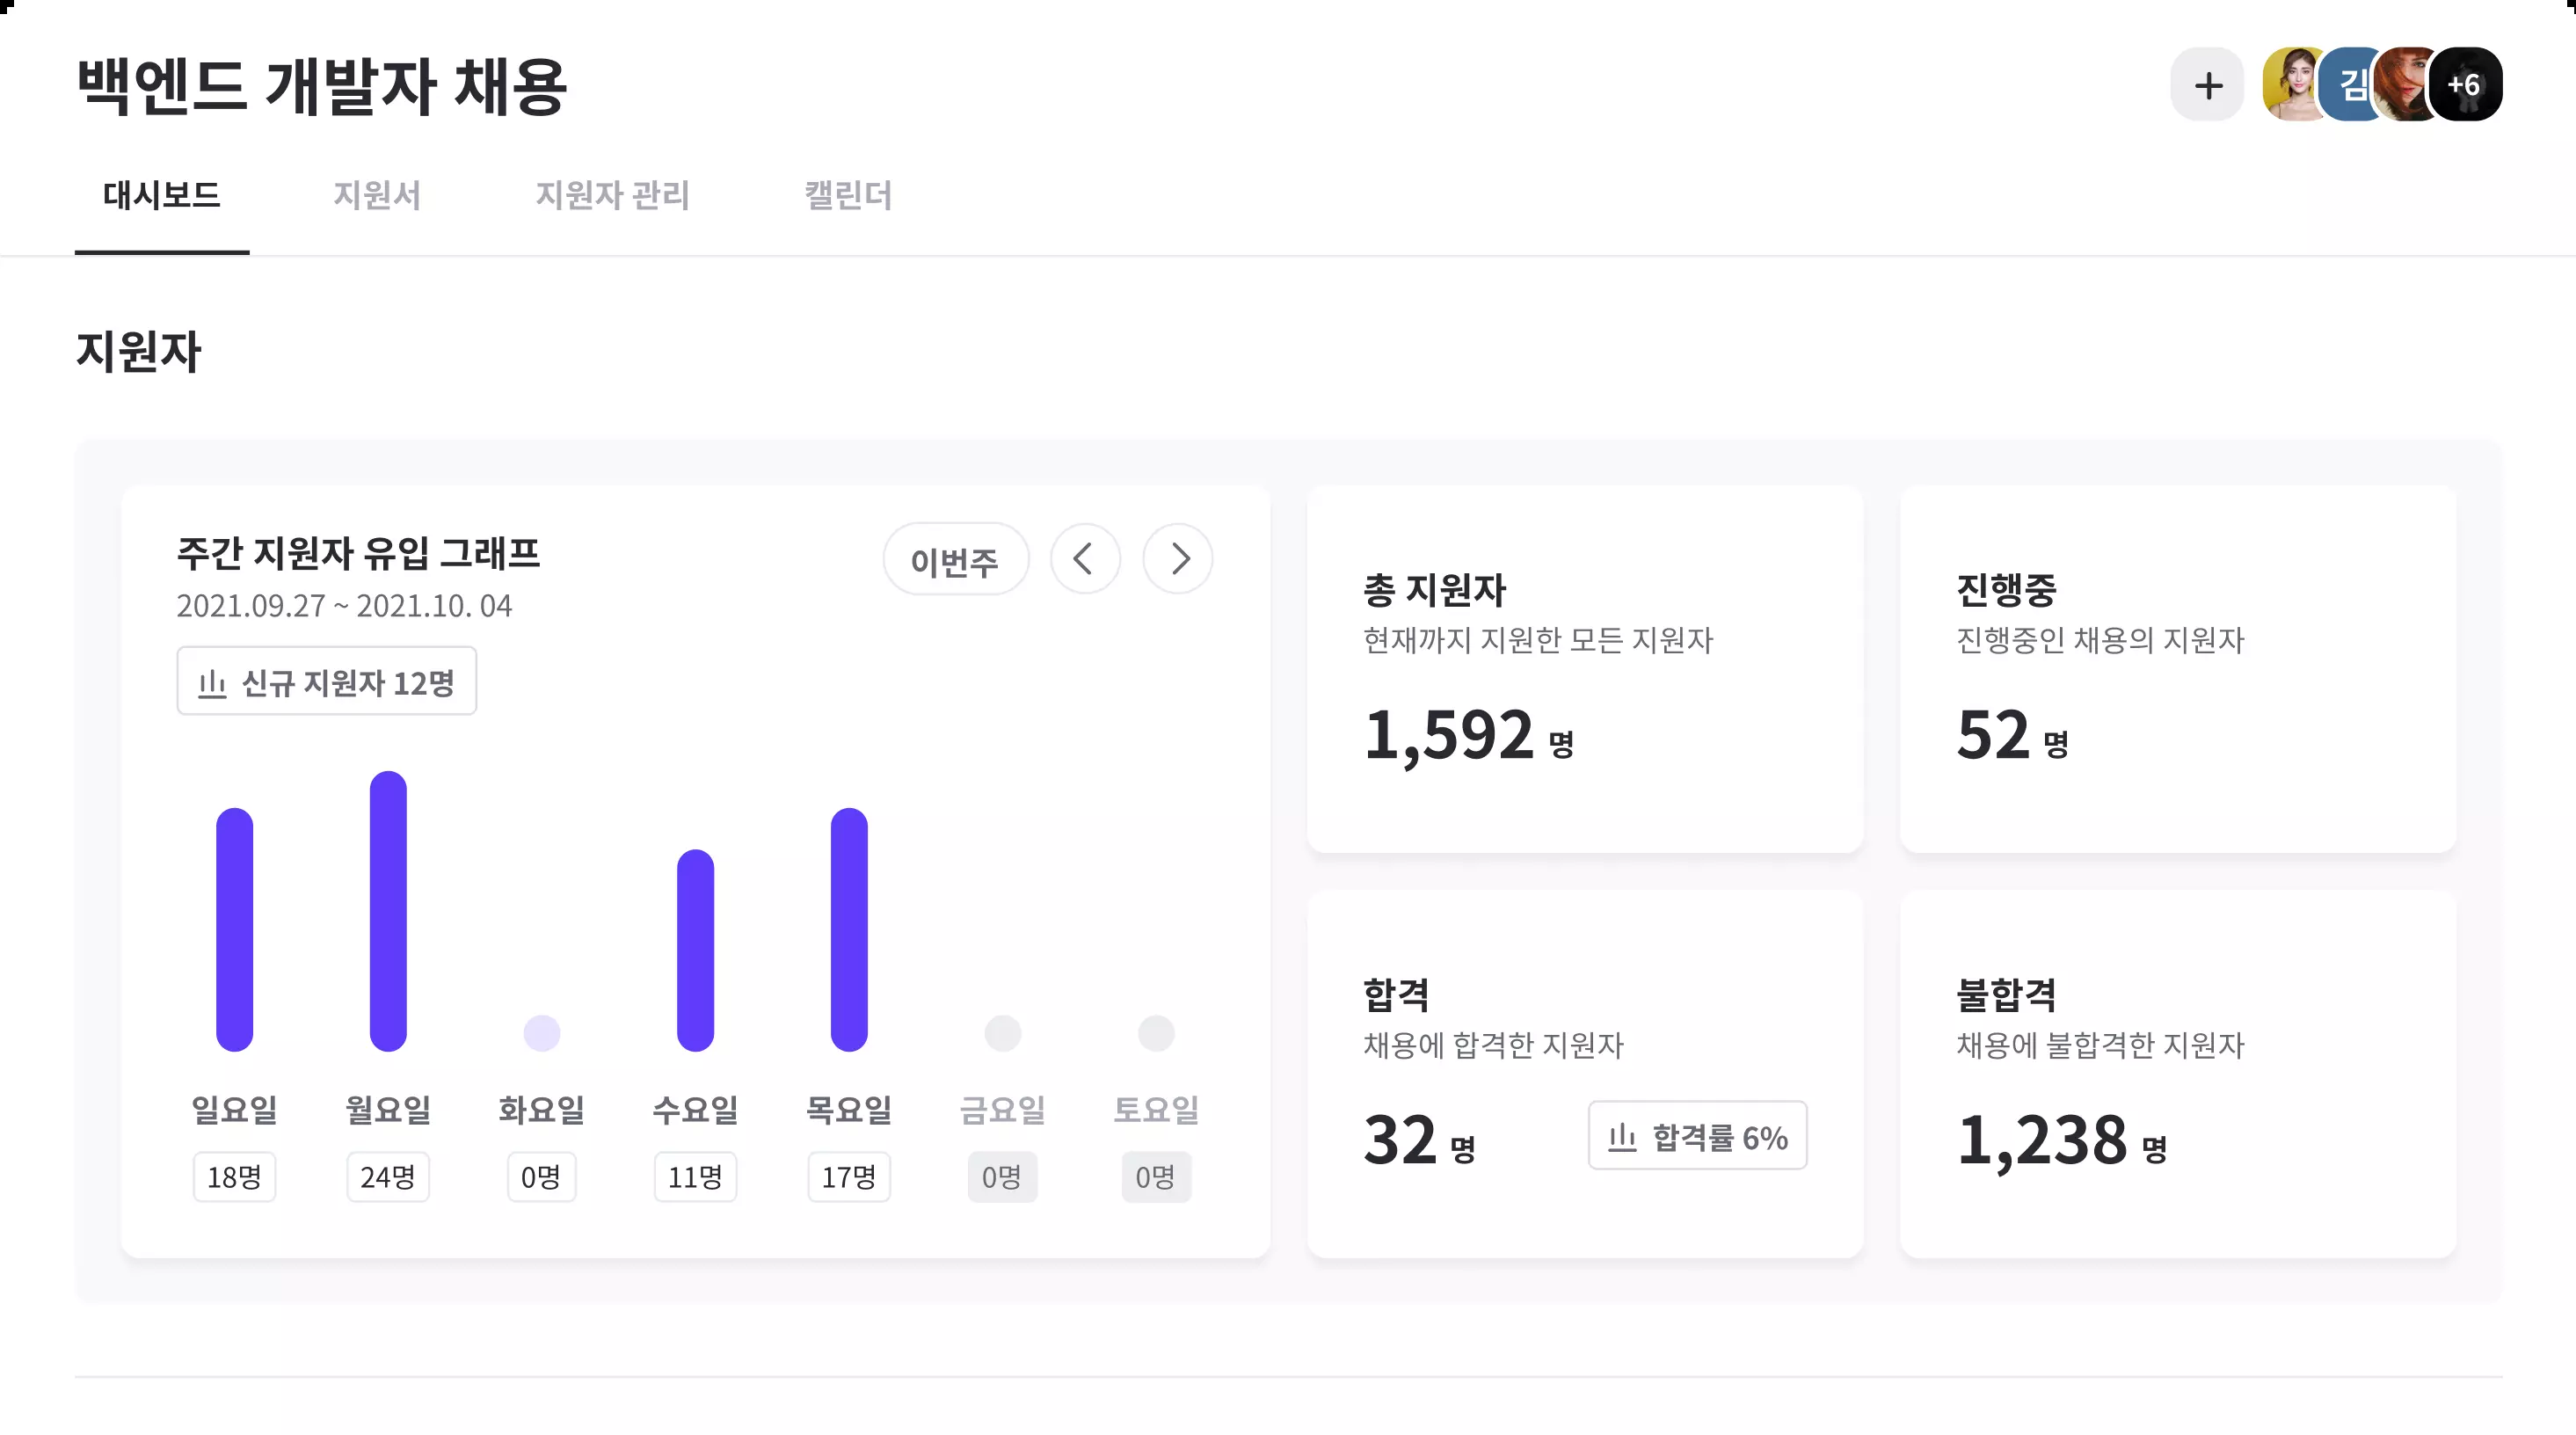 백엔드 개발자 채용
+
김
+6
대시보드 지원서 지원자 관리 캘린더
지원자
주간 지원자 유입 그래프
2021.09.27 ~ 2021.10. 04
이번주
신규 지원자 12명
일요일 월요일 화요일 수요일 목요일 금요일 토요일
18명 24명 0명 11명 17명 0명 0명
총 지원자
현재까지 지원한 모든 지원자
1,592 명
진행중
진행중인 채용의 지원자
52 명
합격
채용에 합격한 지원자
32 명
합격률 6%
불합격
채용에 불합격한 지원자
1,238 명